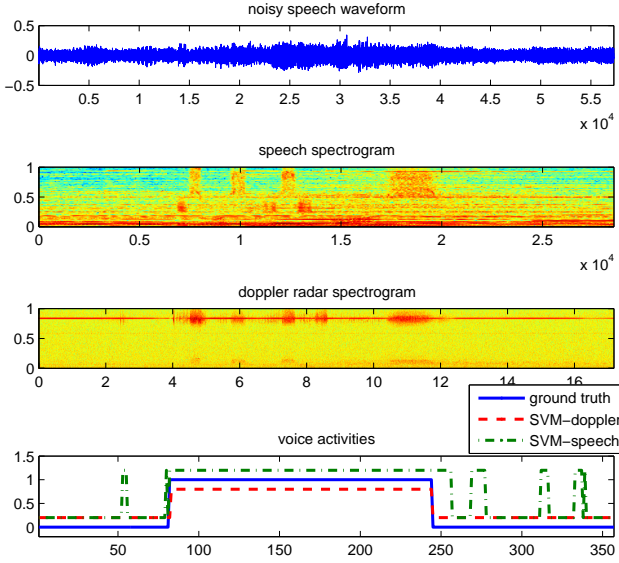 noisy speech waveform
0.5
0
−0.5
0.5 1 1.5 2 2.5 3 3.5 4 4.5 5 5.5
x 10^4
speech spectrogram
1
0.5
0
0 0.5 1 1.5 2 2.5
x 10^4
doppler radar spectrogram
1
0.5
0
0 2 4 6 8 10 12 14 16
ground truth
SVM−doppler
SVM−speech
voice activities
1.5
1
0.5
0
50 100 150 200 250 300 350